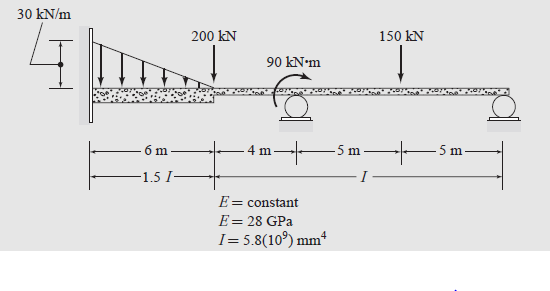 30 kN/m
200 kN
150 kN
90 kN•m
6 m
4 m
5 m
5 m
1.5 I
I
E = constant
E = 28 GPa
I = 5.8(10⁹) mm⁴